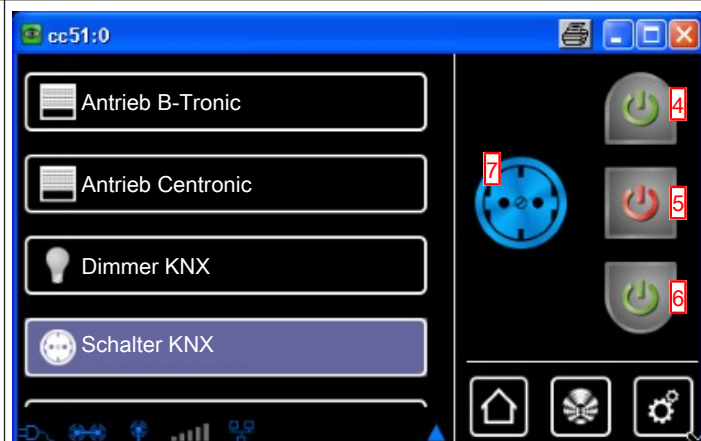 cc51:0
Antrieb B-Tronic
Antrieb Centronic
Dimmer KNX
Schalter KNX
4
7
5
6